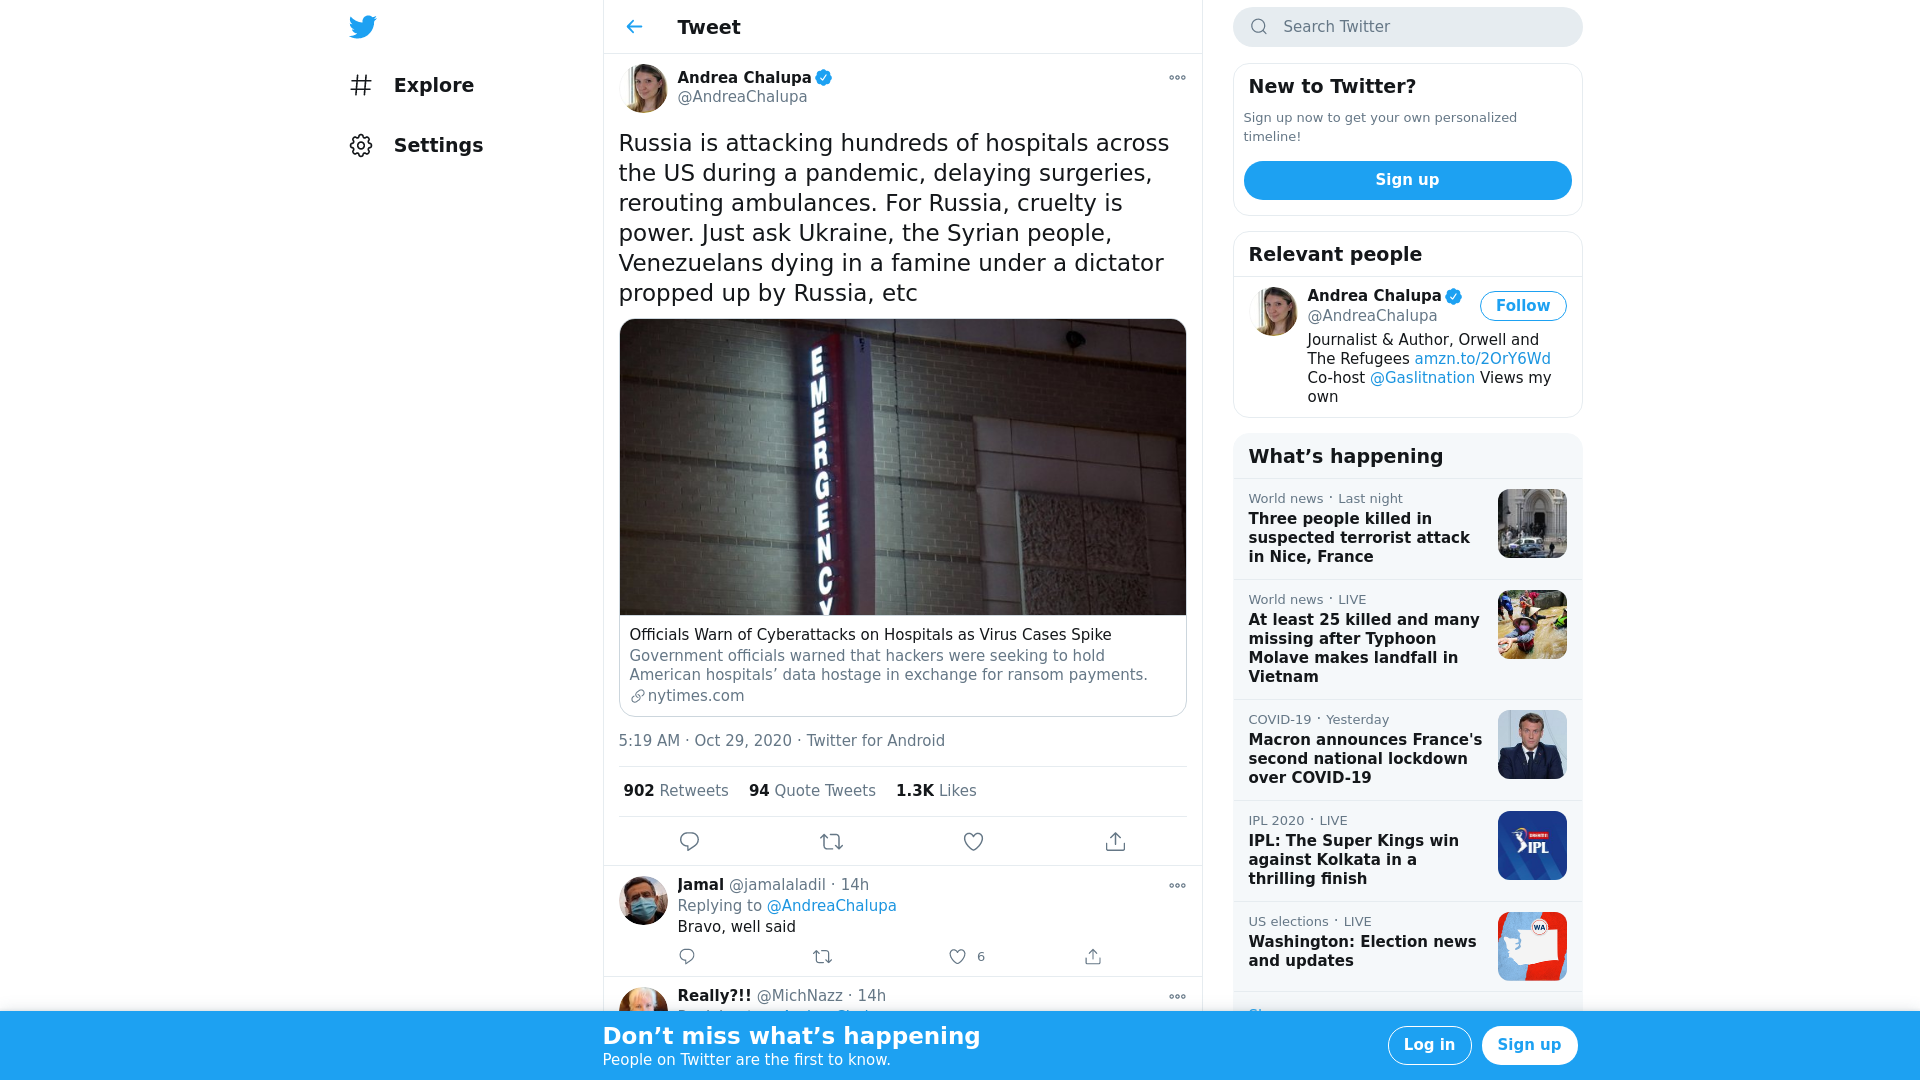 Explore
Settings
Tweet
Andrea Chalupa
@AndreaChalupa
Russia is attacking hundreds of hospitals across
the US during a pandemic, delaying surgeries,
rerouting ambulances. For Russia, cruelty is
power. Just ask Ukraine, the Syrian people,
Venezuelans dying in a famine under a dictator
propped up by Russia, etc
EMERGENCY
Officials Warn of Cyberattacks on Hospitals as Virus Cases Spike
Government officials warned that hackers were seeking to hold
American hospitals’ data hostage in exchange for ransom payments.
nytimes.com
5:19 AM · Oct 29, 2020 · Twitter for Android
902 Retweets 94 Quote Tweets 1.3K Likes
Jamal @jamalaladil · 14h
Replying to @AndreaChalupa
Bravo, well said
6
Really?!! @MichNazz · 14h
Search Twitter
New to Twitter?
Sign up now to get your own personalized
timeline!
Sign up
Relevant people
Andrea Chalupa
@AndreaChalupa
Follow
Journalist & Author, Orwell and
The Refugees amzn.to/2OrY6Wd
Co-host @Gaslitnation Views my
own
What’s happening
World news · Last night
Three people killed in
suspected terrorist attack
in Nice, France
World news · LIVE
At least 25 killed and many
missing after Typhoon
Molave makes landfall in
Vietnam
COVID-19 · Yesterday
Macron announces France's
second national lockdown
over COVID-19
IPL 2020 · LIVE
IPL: The Super Kings win
against Kolkata in a
thrilling finish
IPL
US elections · LIVE
Washington: Election news
and updates
WA
Don’t miss what’s happening
People on Twitter are the first to know.
Log in
Sign up